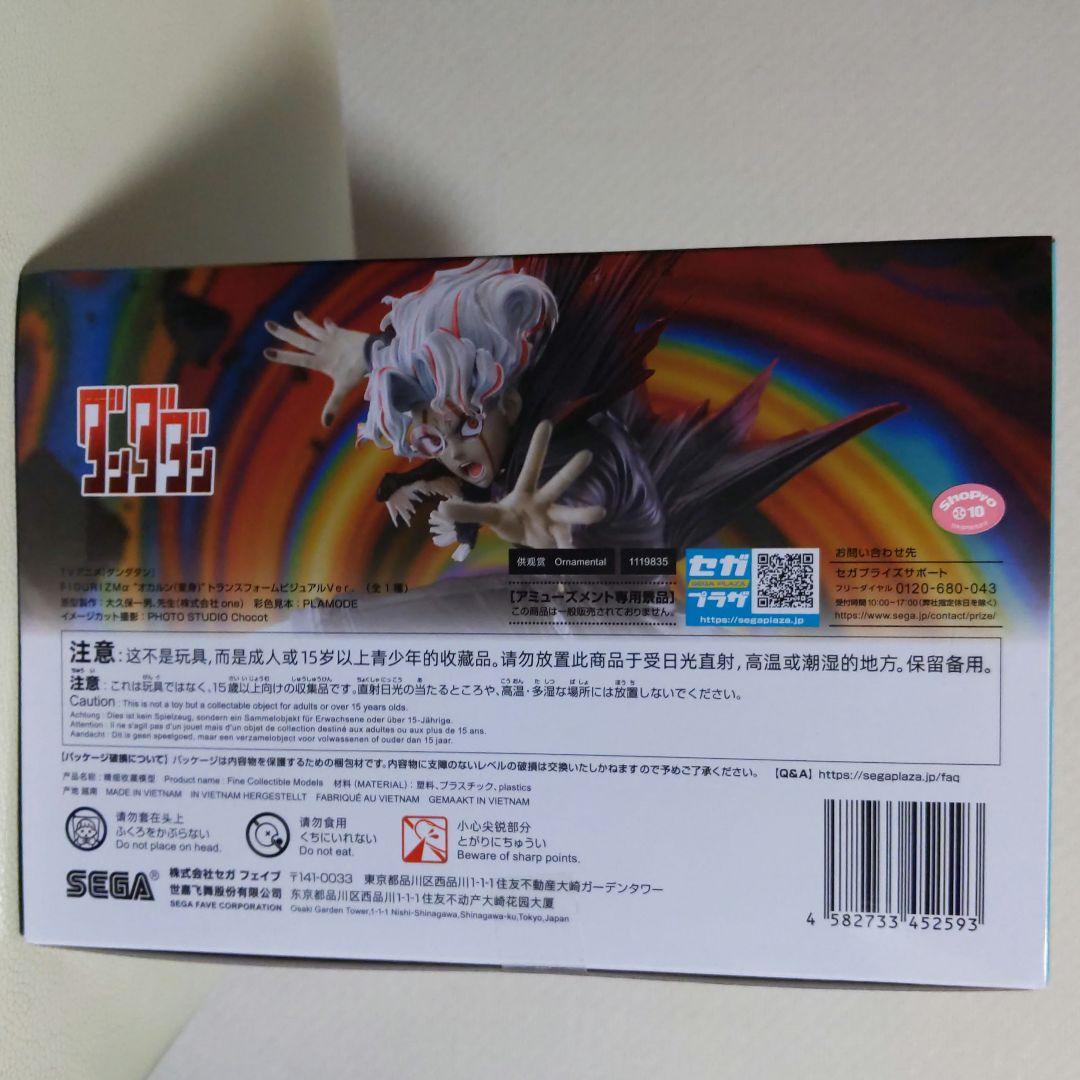 ダンダダン
ShoPro
10
供观赏 Ornamental
1119835
【アミューズメント専用景品】
この商品は一般販売されておりません。
セガ
SEGA PLAZA
プラザ
https://segaplaza.jp
お問い合わせ先
セガプライズサポート
フリーダイヤル 0120-680-043
受付時間 10:00~17:00（弊社指定休日を除く）
https://www.sega.jp/contact/prize/
TVアニメ『ダンダダン』
FIGURIZMα “オカルン(変身)”トランスフォームビジュアルVer. （全1種）
原型製作：大久保一男、先生（株式会社 one） 彩色見本：PLAMODE
イメージカット撮影：PHOTO STUDIO Chocot
注意：这不是玩具，而是成人或15岁以上青少年的收藏品。请勿放置此商品于受日光直射，高温或潮湿的地方。保留备用。
注意：これは玩具ではなく、15歳以上向けの収集品です。直射日光の当たるところや、高温・多湿な場所には放置しないでください。
Caution : This is not a toy but a collectable object for adults or over 15 years olds.
Achtung : Dies ist kein Spielzeug, sondern ein Sammelobjekt für Erwachsene oder über 15-Jährige.
Attention : Il ne s'agit pas d'un jouet mais d'un objet de collection destiné aux adultes ou aux plus de 15 ans.
Aandacht : Dit is geen speelgoed, maar een verzamelobject voor volwassenen of ouder dan 15 jaar.
【パッケージ破損について】パッケージは内容物を保護するための梱包材です。内容物に支障のないレベルの破損は交換いたしかねますので予めご了承ください。 【Q&A】https://segaplaza.jp/faq
产品名称：精细收藏模型 Product name : Fine Collectible Models 材料 (MATERIAL)：塑料、プラスチック、plastics
产地 越南 MADE IN VIETNAM IN VIETNAM HERGESTELLT FABRIQUÉ AU VIETNAM GEMAAKT IN VIETNAM
请勿套在头上
ふくろをかぶらない
Do not place on head.
请勿食用
くちにいれない
Do not eat.
小心尖锐部分
とがりにちゅうい
Beware of sharp points.
SEGA®
株式会社セガ フェイブ 〒141-0033 東京都品川区西品川1-1-1住友不動産大崎ガーデンタワー
世嘉飞舞股份有限公司 东京都品川区西品川1-1-1住友不动产大崎花园大厦
SEGA FAVE CORPORATION Osaki Garden Tower,1-1-1 Nishi-Shinagawa,Shinagawa-ku,Tokyo,Japan
4 582733 452593